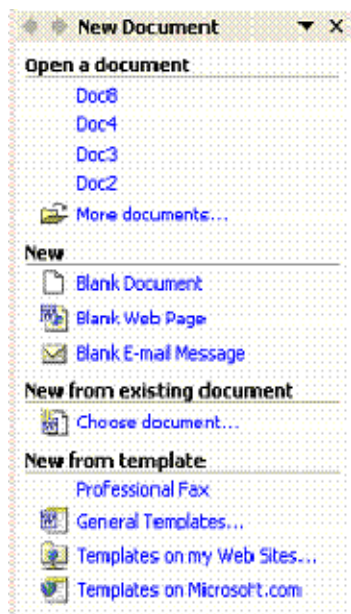 New Document
Open a document
Doc8
Doc4
Doc3
Doc2
More documents...
New
Blank Document
Blank Web Page
Blank E-mail Message
New from existing document
Choose document...
New from template
Professional Fax
General Templates...
Templates on my Web Sites...
Templates on Microsoft.com